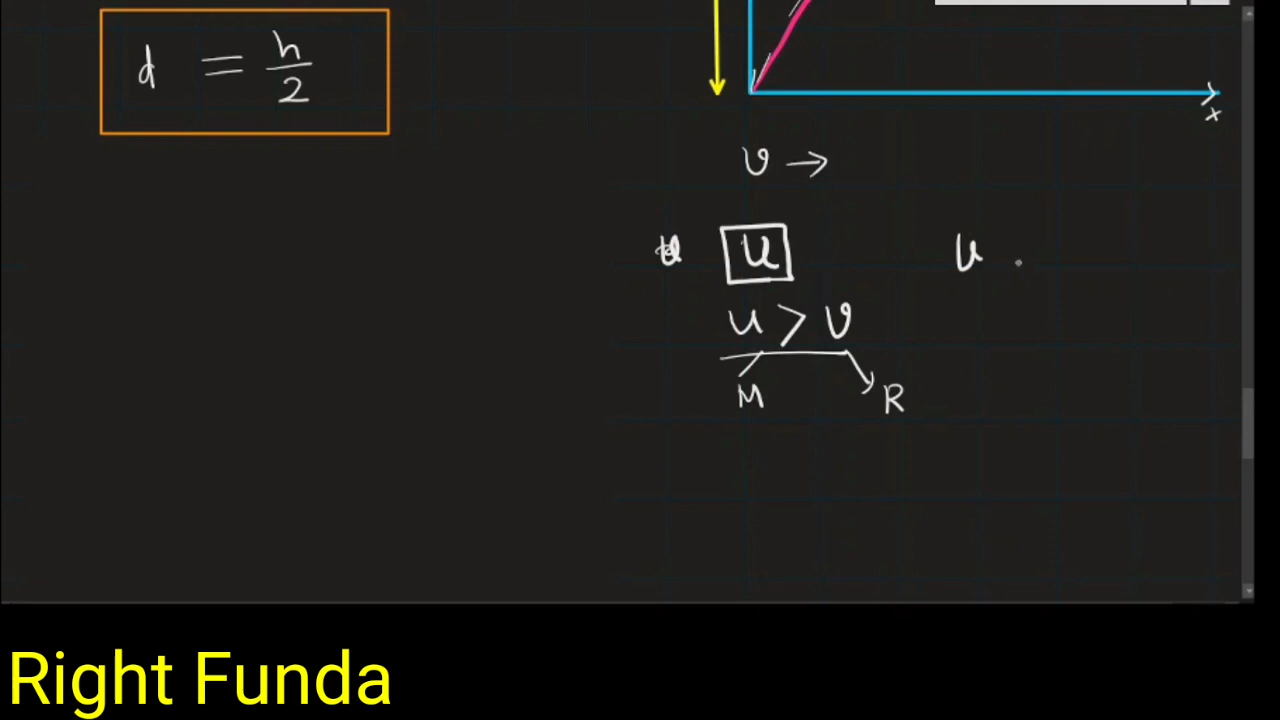 d = h/2
x
v →
u u
u > v
M R
Right Funda